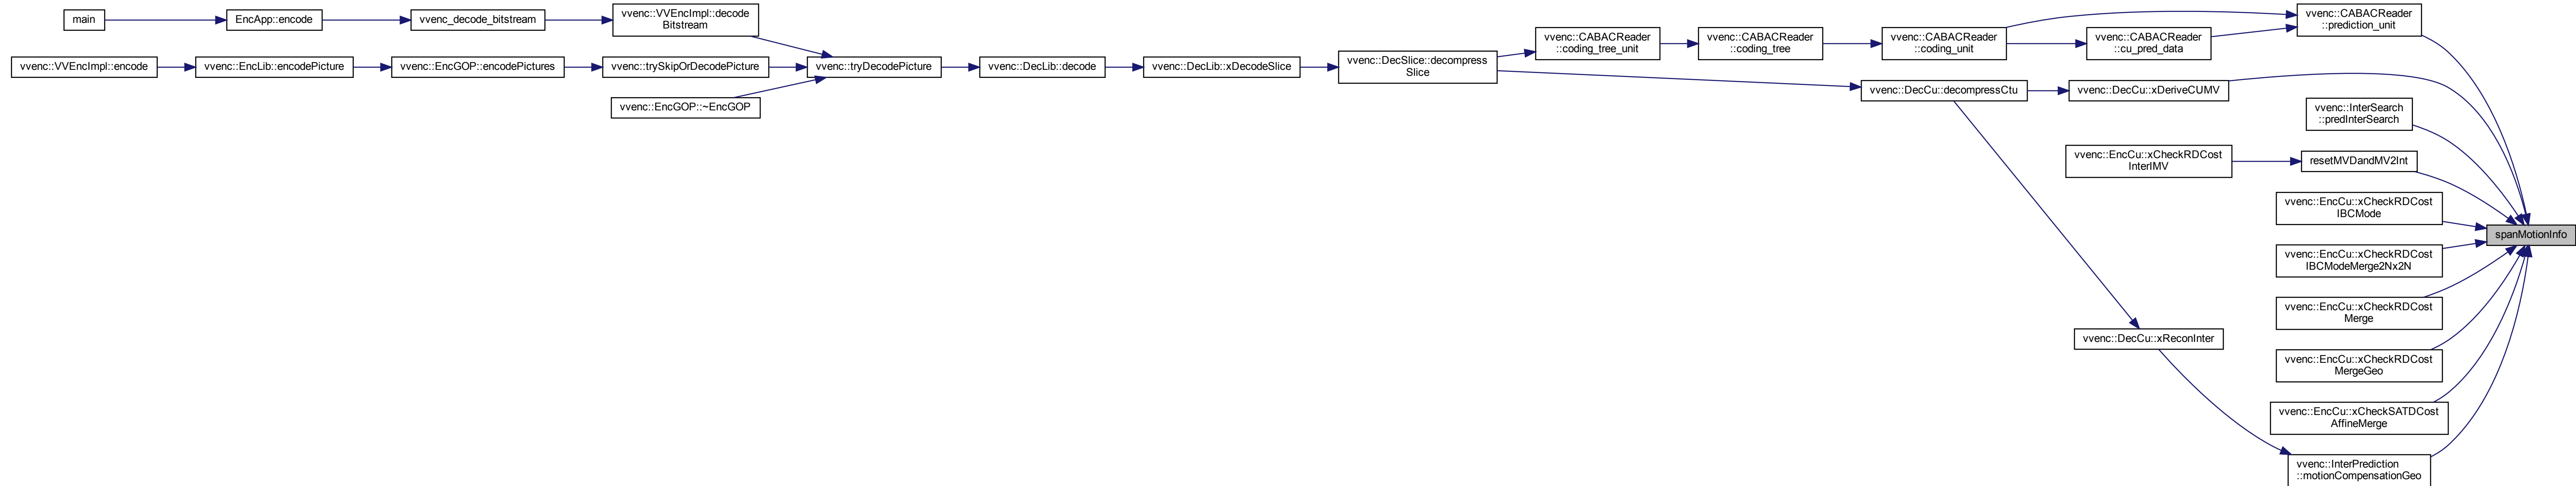 main
EncApp::encode
vvenc_decode_bitstream
vvenc::VVEncImpl::decode
Bitstream
vvenc::VVEncImpl::encode
vvenc::EncLib::encodePicture
vvenc::EncGOP::encodePictures
vvenc::trySkipOrDecodePicture
vvenc::EncGOP::~EncGOP
vvenc::tryDecodePicture
vvenc::DecLib::decode
vvenc::DecLib::xDecodeSlice
vvenc::DecSlice::decompress
Slice
vvenc::CABACReader
::coding_tree_unit
vvenc::CABACReader
::coding_tree
vvenc::CABACReader
::coding_unit
vvenc::CABACReader
::cu_pred_data
vvenc::CABACReader
::prediction_unit
vvenc::DecCu::decompressCtu
vvenc::DecCu::xDeriveCUMV
vvenc::InterSearch
::predInterSearch
vvenc::EncCu::xCheckRDCost
InterIMV
resetMVDandMV2Int
vvenc::EncCu::xCheckRDCost
IBCMode
spanMotionInfo
vvenc::EncCu::xCheckRDCost
IBCModeMerge2Nx2N
vvenc::EncCu::xCheckRDCost
Merge
vvenc::DecCu::xReconInter
vvenc::EncCu::xCheckRDCost
MergeGeo
vvenc::EncCu::xCheckSATDCost
AffineMerge
vvenc::InterPrediction
::motionCompensationGeo